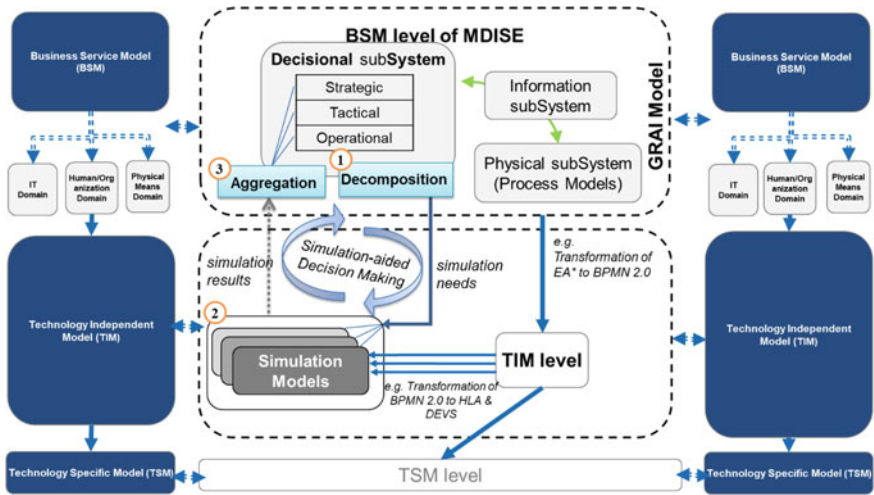 Business Service Model
(BSM)
IT
Domain
Human/Org
anization
Domain
Physical
Means
Domain
Technology Independent
Model (TIM)
Technology Specific Model (TSM)
BSM level of MDISE
Decisional subSystem
Strategic
Tactical
Operational
3
Aggregation
1
Decomposition
Information
subSystem
Physical subSystem
(Process Models)
GRAI Model
simulation
results
Simulation-aided
Decision Making
simulation
needs
e.g.
Transformation of
EA* to BPMN 2.0
2
Simulation
Models
TIM level
e.g. Transformation of
BPMN 2.0 to HLA &
DEVS
TSM level
Business Service Model
(BSM)
IT
Domain
Human/Org
anization
Domain
Physical
Means
Domain
Technology Independent
Model (TIM)
Technology Specific Model (TSM)